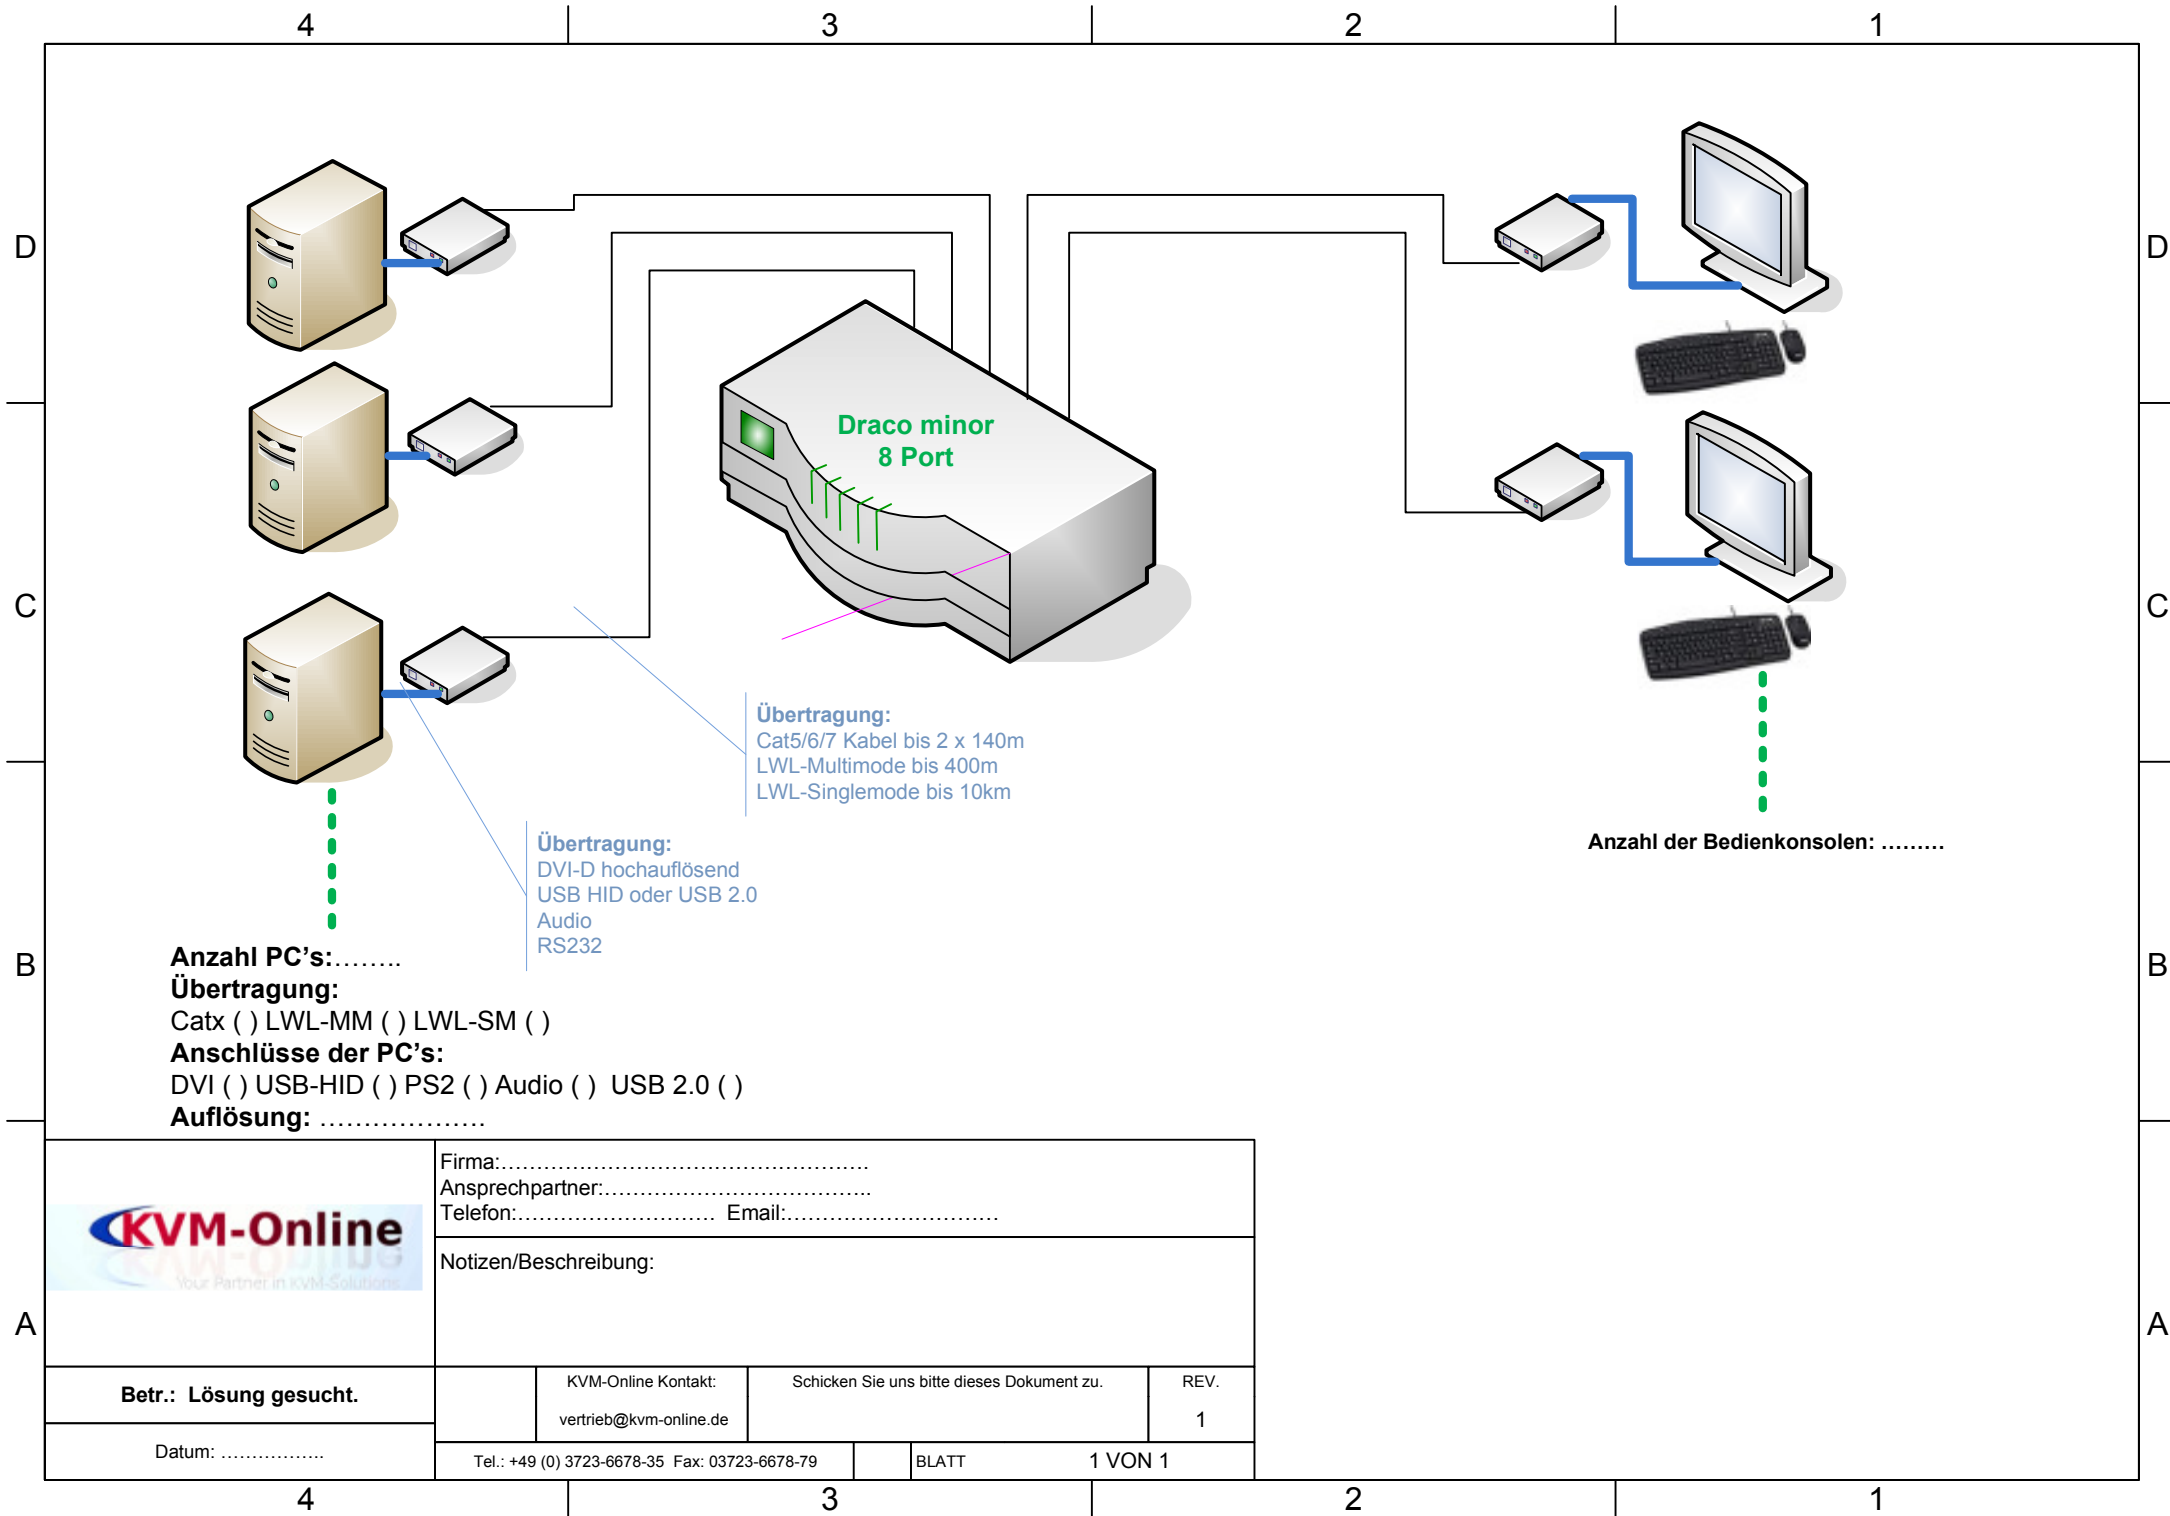 4 3 2 1
D D
Draco minor
8 Port
C C
Übertragung:
Cat5/6/7 Kabel bis 2 x 140m
LWL-Multimode bis 400m
LWL-Singlemode bis 10km
Übertragung:
DVI-D hochauflösend
USB HID oder USB 2.0
Audio
RS232
Anzahl der Bedienkonsolen: ………
B B
Anzahl PC’s:……..
Übertragung:
Catx ( ) LWL-MM ( ) LWL-SM ( )
Anschlüsse der PC’s:
DVI ( ) USB-HID ( ) PS2 ( ) Audio ( ) USB 2.0 ( )
Auflösung: ……………….
Firma:…………………………………………….
Ansprechpartner:………………………………..
Telefon:………………………. Email:…………………………
KVM-Online
Your Partner in KVM-Solutions
Notizen/Beschreibung:
A A
Betr.: Lösung gesucht.
KVM-Online Kontakt:
vertrieb@kvm-online.de
Schicken Sie uns bitte dieses Dokument zu.
REV.
1
Datum: ……………..
Tel.: +49 (0) 3723-6678-35 Fax: 03723-6678-79
BLATT 1 VON 1
4 3 2 1